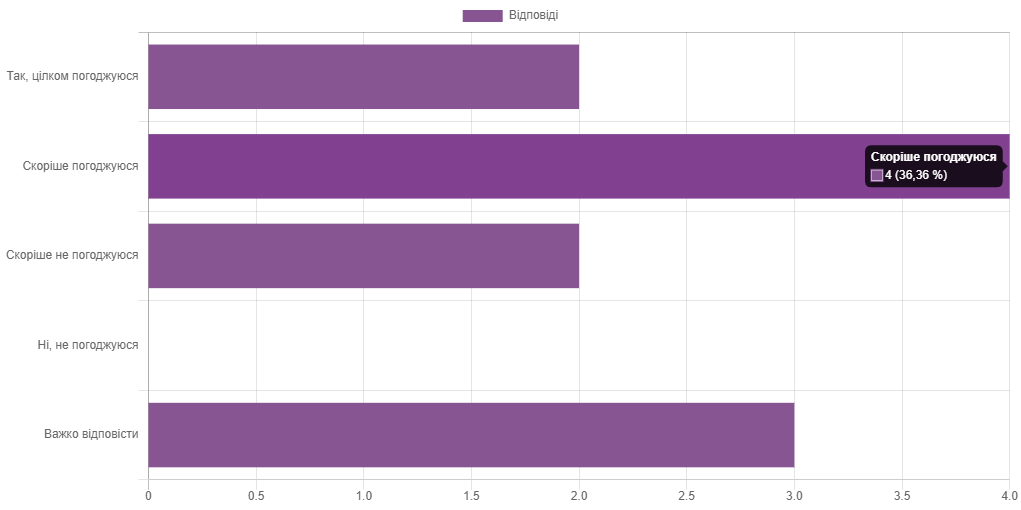 Відповіді
Так, цілком погоджуюся
Скоріше погоджуюся
Скоріше погоджуюся
4 (36,36 %)
Скоріше не погоджуюся
Ні, не погоджуюся
Важко відповісти
0 0.5 1.0 1.5 2.0 2.5 3.0 3.5 4.0